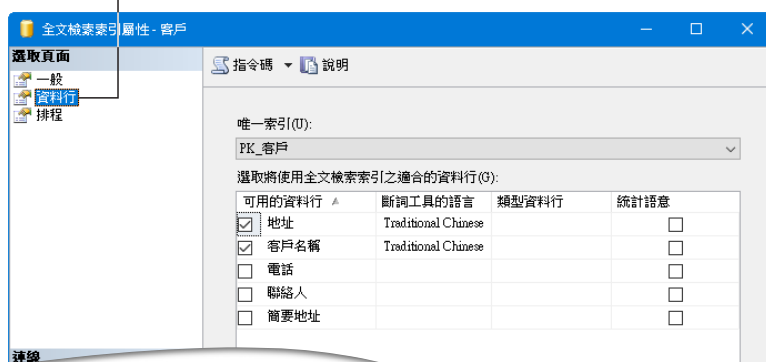 全文檢索索引屬性 - 客戶
選取頁面
一般
資料行
排程
指令碼 說明
唯一索引(U):
PK_客戶
選取將使用全文檢索索引之適合的資料行(G):
可用的資料行 斷詞工具的語言 類型資料行 統計語意
地址 Traditional Chinese
客戶名稱 Traditional Chinese
電話
聯絡人
簡要地址
連線